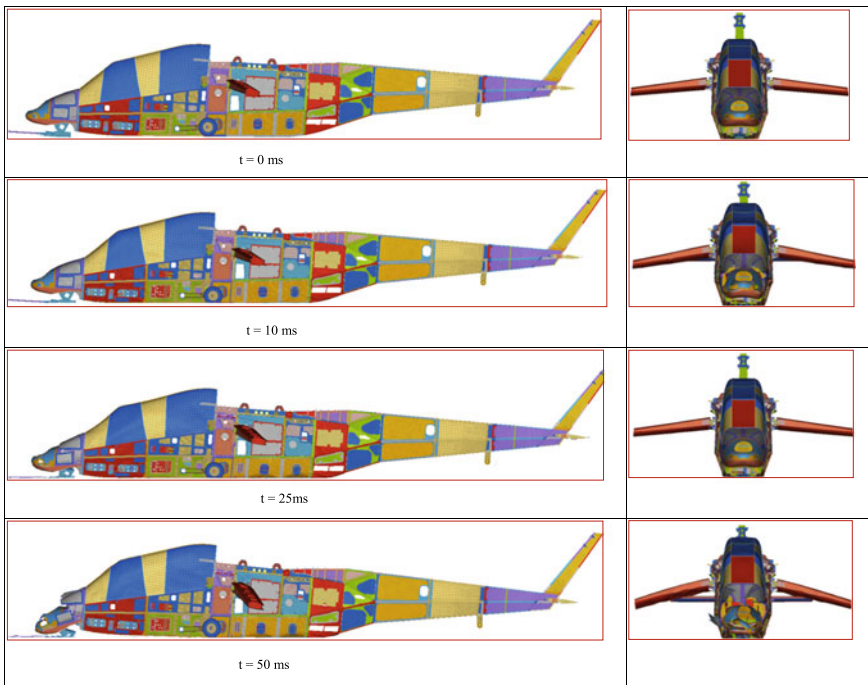 t = 0 ms
t = 10 ms
t = 25ms
t = 50 ms